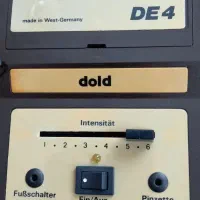 made in West-Germany DE 4
dold
Intensität
1 • 2 • 3 • 4 • 5 • 6
Fußschalter Ein/Aus Pinzette